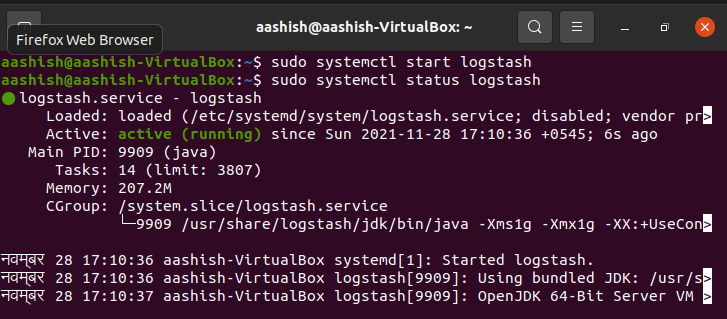 aashish@aashish-VirtualBox: ~
Firefox Web Browser
aashish@aashish-VirtualBox:~$ sudo systemctl start logstash
aashish@aashish-VirtualBox:~$ sudo systemctl status logstash
● logstash.service - logstash
Loaded: loaded (/etc/systemd/system/logstash.service; disabled; vendor pr>
Active: active (running) since Sun 2021-11-28 17:10:36 +0545; 6s ago
Main PID: 9909 (java)
Tasks: 14 (limit: 3807)
Memory: 207.2M
CGroup: /system.slice/logstash.service
└─9909 /usr/share/logstash/jdk/bin/java -Xms1g -Xmx1g -XX:+UseCon>
नवम्बर 28 17:10:36 aashish-VirtualBox systemd[1]: Started logstash.
नवम्बर 28 17:10:36 aashish-VirtualBox logstash[9909]: Using bundled JDK: /usr/s>
नवम्बर 28 17:10:37 aashish-VirtualBox logstash[9909]: OpenJDK 64-Bit Server VM >